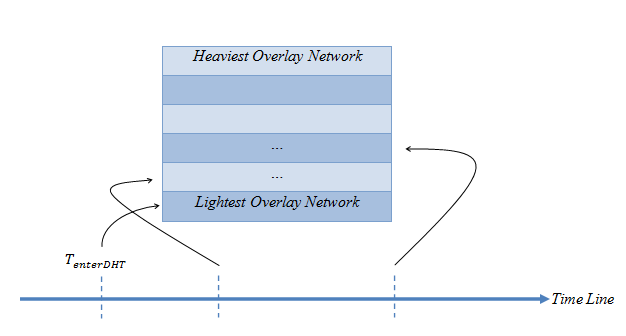 Heaviest Overlay Network
...
...
Lightest Overlay Network
TenterDHT
Time Line